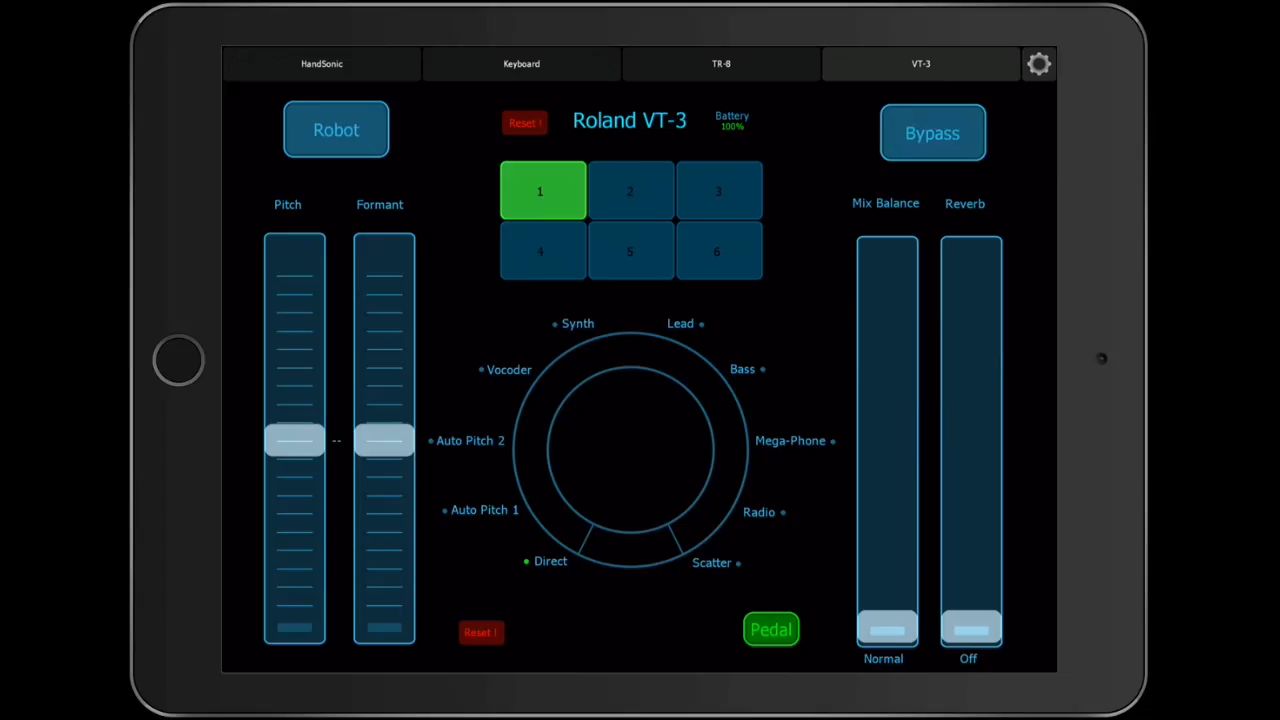 HandSonic
Keyboard
TR-8
VT-3
Robot
Reset !
Roland VT-3
Battery
100%
Bypass
Pitch
Formant
1
2
3
4
5
6
Mix Balance
Reverb
Synth
Lead
Vocoder
Bass
--
Auto Pitch 2
Mega-Phone
Auto Pitch 1
Radio
Direct
Scatter
Reset !
Pedal
Normal
Off